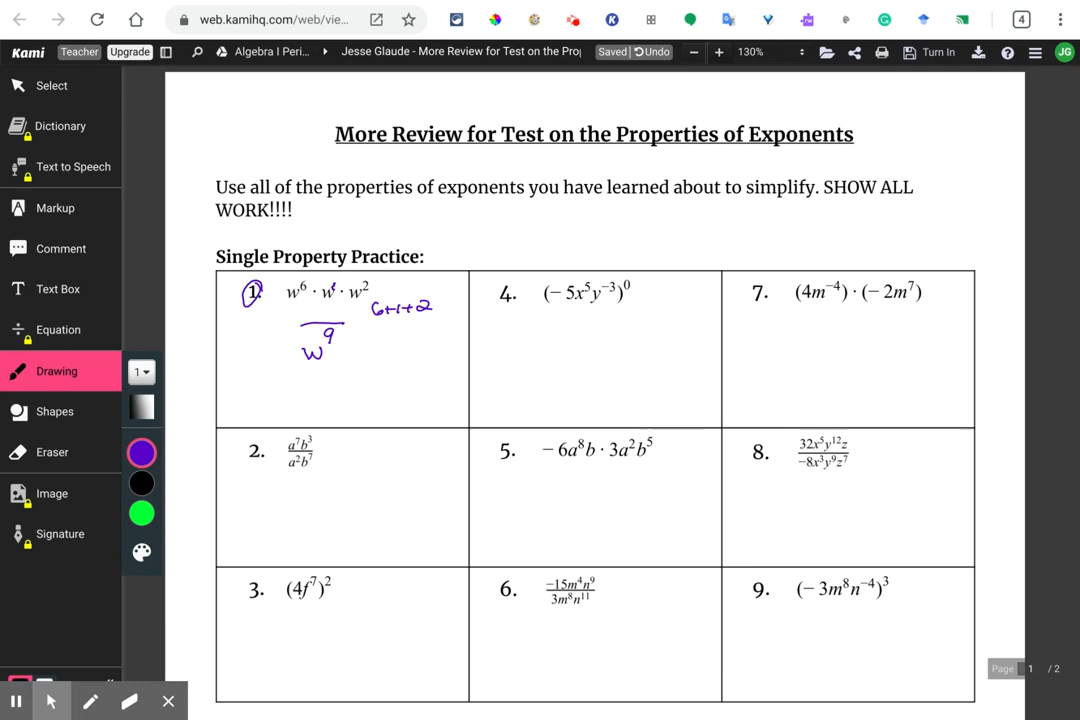 web.kamihq.com/web/vie... 4
Kami Teacher Upgrade Algebra I Peri... Jesse Glaude - More Review for Test on the Prop Saved Undo 130% Turn In JG
Select
Dictionary
Text to Speech
Markup
Comment
Text Box
Equation
Drawing
Shapes
Eraser
Image
Signature
1
More Review for Test on the Properties of Exponents
Use all of the properties of exponents you have learned about to simplify. SHOW ALL
WORK!!!!
Single Property Practice:
1. w⁶ · w¹ · w²
6+1+2
w⁹
4. (− 5x⁵y⁻³)⁰
7. (4m⁻⁴) · (− 2m⁷)
2. a⁷b³
a²b⁷
5. − 6a⁸b · 3a²b⁵
8. 32x⁵y¹²z
−8x³y⁹z⁷
3. (4f⁷)²
6. −15m⁴n⁹
3m⁸n¹¹
9. (− 3m⁸n⁻⁴)³
Page 1 / 2